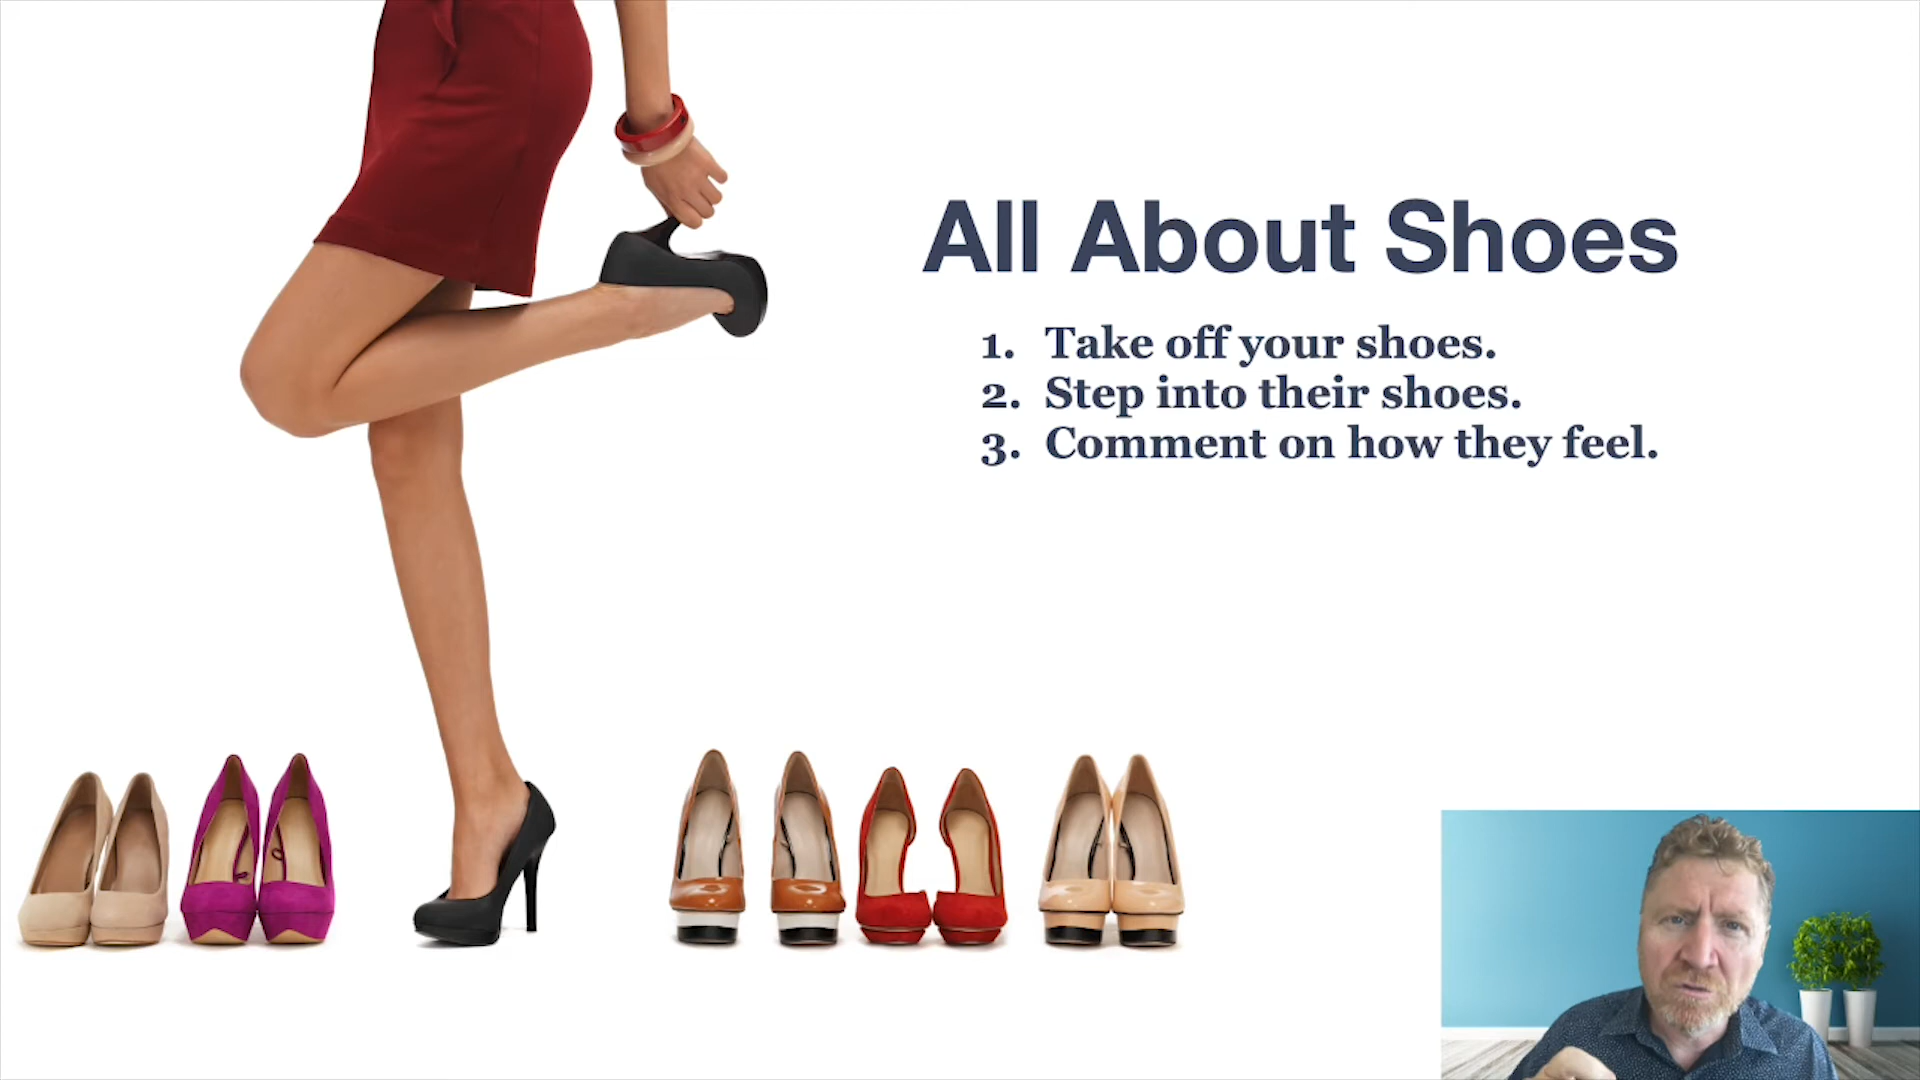 All About Shoes
1. Take off your shoes.
2. Step into their shoes.
3. Comment on how they feel.